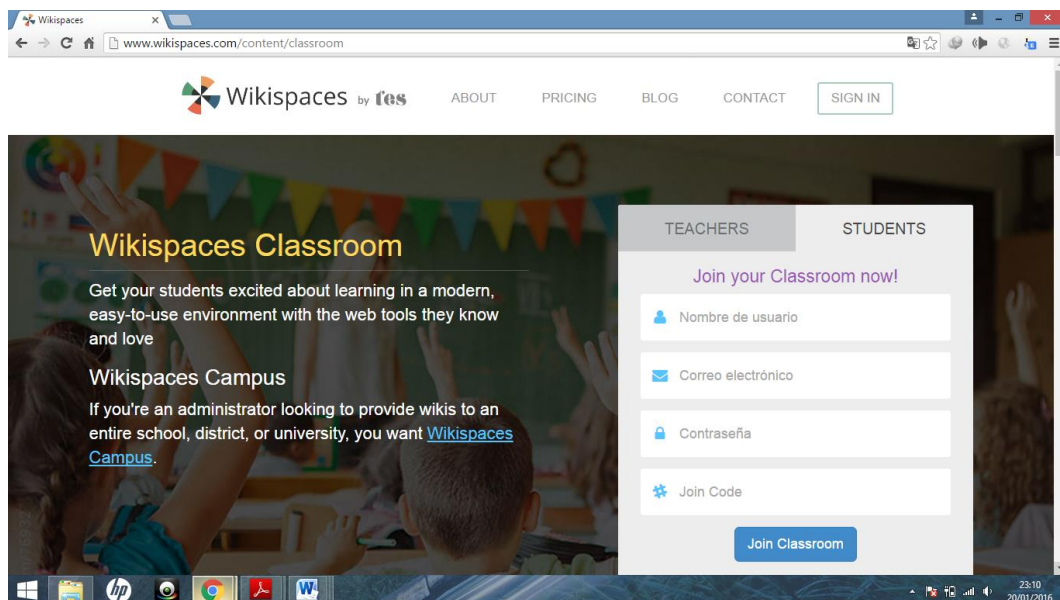 Wikispaces
www.wikispaces.com/content/classroom
Wikispaces by tes ABOUT PRICING BLOG CONTACT SIGN IN
Wikispaces Classroom
Get your students excited about learning in a modern,
easy-to-use environment with the web tools they know
and love
Wikispaces Campus
If you're an administrator looking to provide wikis to an
entire school, district, or university, you want Wikispaces
Campus.
TEACHERS STUDENTS
Join your Classroom now!
Nombre de usuario
Correo electrónico
Contraseña
Join Code
Join Classroom
hp
W
23:10
20/01/2016